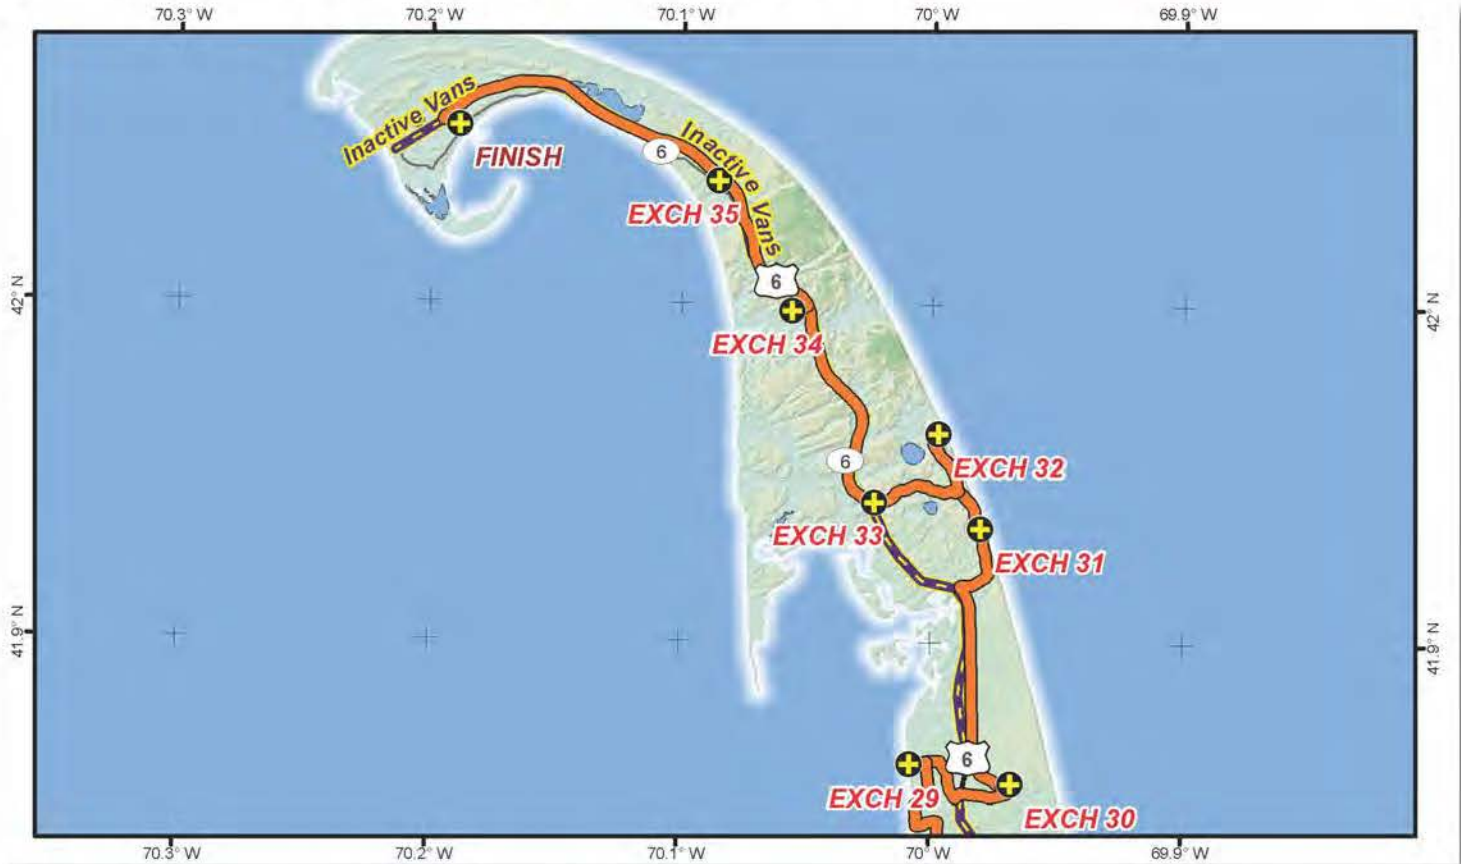 70.3° W
70.2° W
70.1° W
70° W
69.9° W
Inactive Vans
FINISH
6
Inactive Vans
EXCH 35
6
42° N
42° N
EXCH 34
6
EXCH 32
EXCH 33
EXCH 31
41.9° N
41.9° N
6
EXCH 29
EXCH 30
70.3° W
70.2° W
70.1° W
70° W
69.9° W